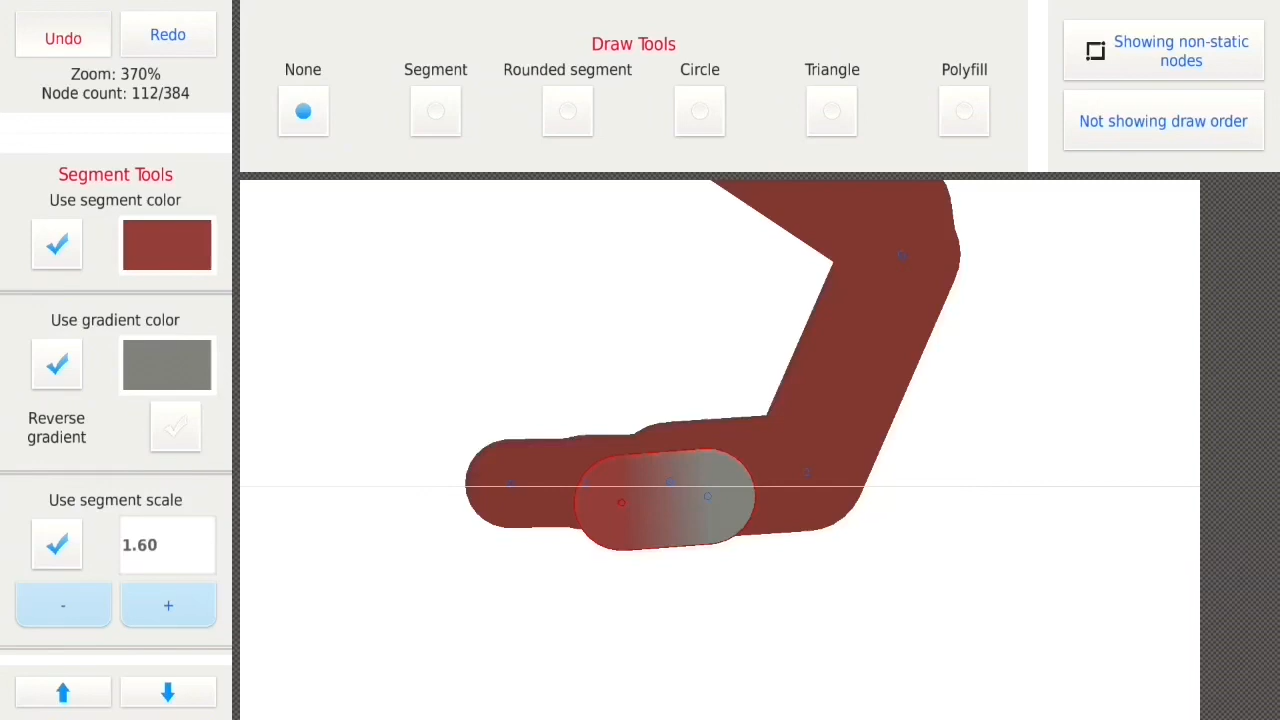 Undo
Redo
Zoom: 370%
Node count: 112/384
Draw Tools
None
Segment
Rounded segment
Circle
Triangle
Polyfill
Showing non-static
nodes
Not showing draw order
Segment Tools
Use segment color
Use gradient color
Reverse
gradient
Use segment scale
1.60
-
+